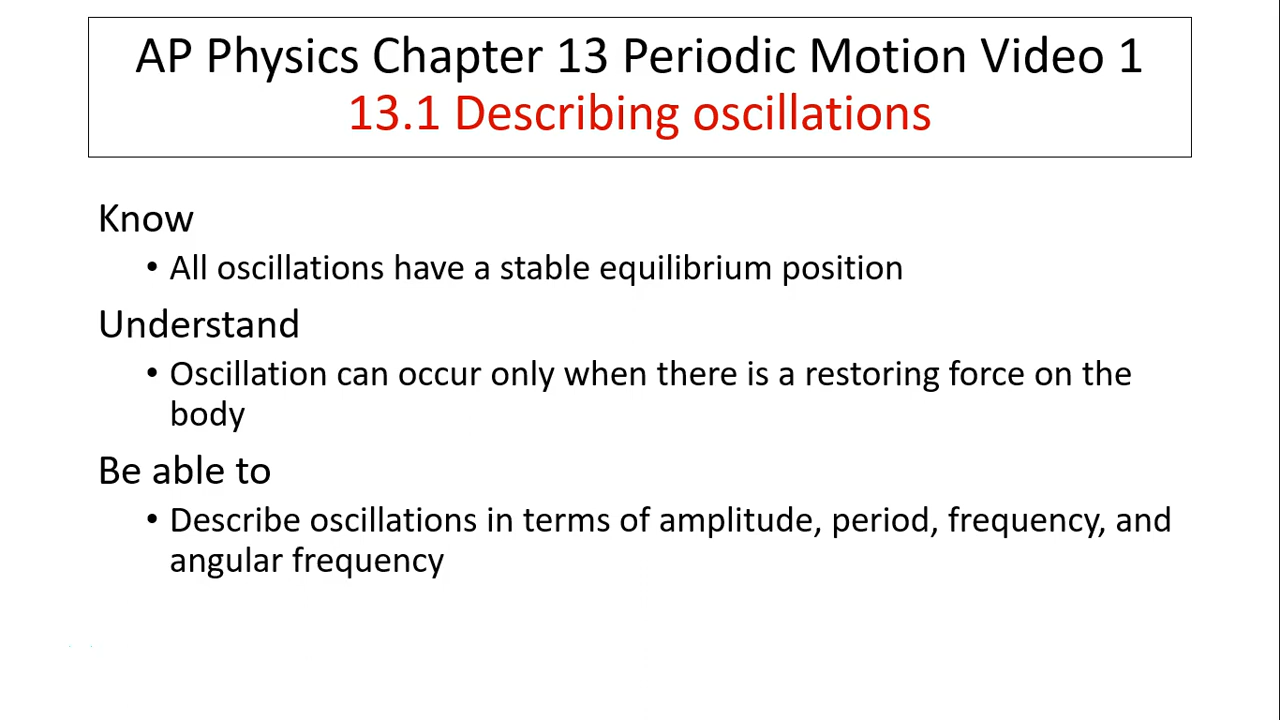 AP Physics Chapter 13 Periodic Motion Video 1
13.1 Describing oscillations
Know
• All oscillations have a stable equilibrium position
Understand
• Oscillation can occur only when there is a restoring force on the
body
Be able to
• Describe oscillations in terms of amplitude, period, frequency, and
angular frequency